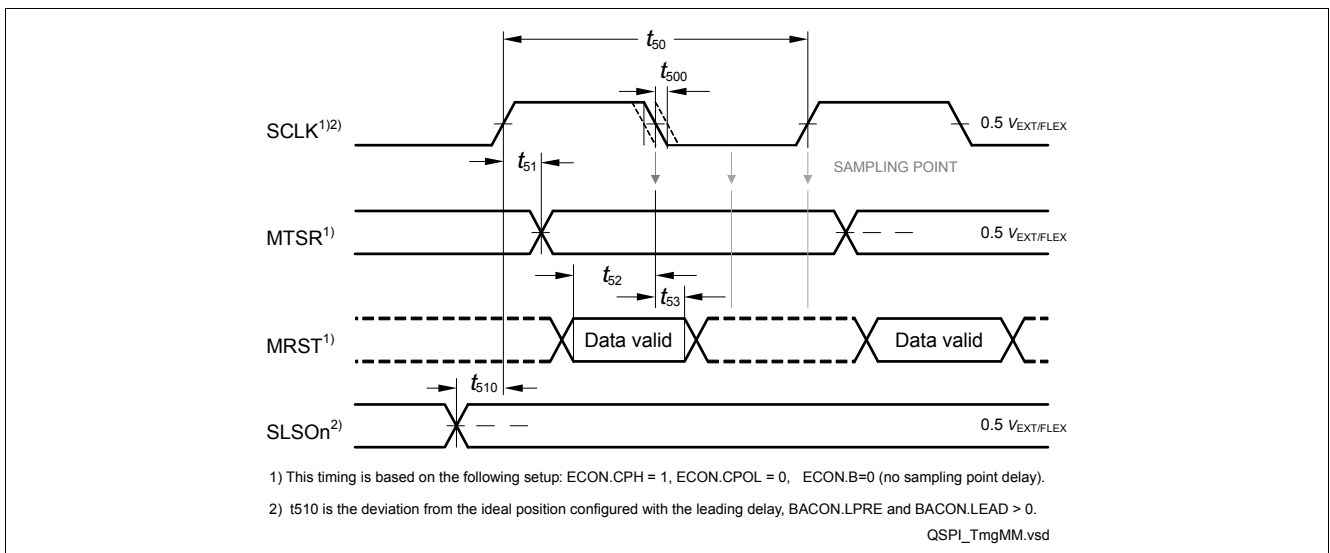 t50
t500
SCLK1)2)
0.5 VEXT/FLEX
t51
SAMPLING POINT
MTSR1)
0.5 VEXT/FLEX
t52
t53
MRST1)
Data valid
Data valid
t510
SLSOn2)
0.5 VEXT/FLEX
1) This timing is based on the following setup: ECON.CPH = 1, ECON.CPOL = 0, ECON.B=0 (no sampling point delay).
2) t510 is the deviation from the ideal position configured with the leading delay, BACON.LPRE and BACON.LEAD > 0.
QSPI_TmgMM.vsd